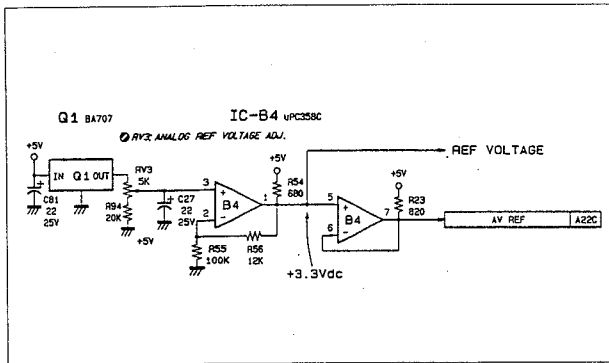 Q1 BA707
IC-B4 uPC358C
RV3: ANALOG REF VOLTAGE ADJ.
+5V
IN Q1 OUT
C81
22
25V
RV3
5K
R94
20K
+5V
C27
22
25V
3
+
2
-
B4
1
R55
100K
R56
12K
+5V
R54
680
REF VOLTAGE
+3.3Vdc
5
+
6
-
B4
7
+5V
R23
820
AV REF
A22C